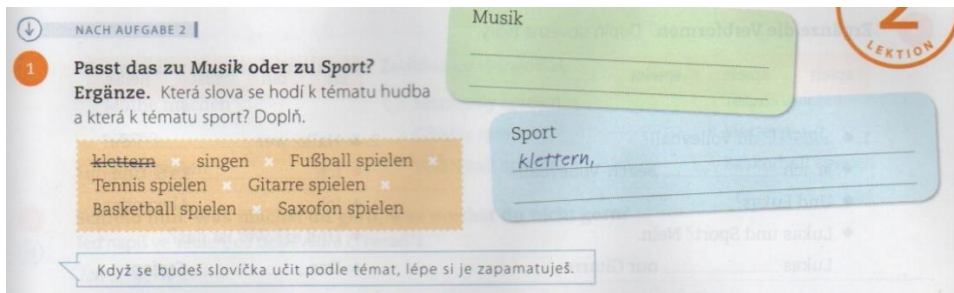 NACH AUFGABE 2
1
Passt das zu Musik oder zu Sport?
Ergänze. Která slova se hodí k tématu hudba
a která k tématu sport? Doplň.
klettern × singen × Fußball spielen ×
Tennis spielen × Gitarre spielen ×
Basketball spielen × Saxofon spielen
Musik
Sport
klettern,
2
LEKTION
Když se budeš slovíčka učit podle témat, lépe si je zapamatuješ.